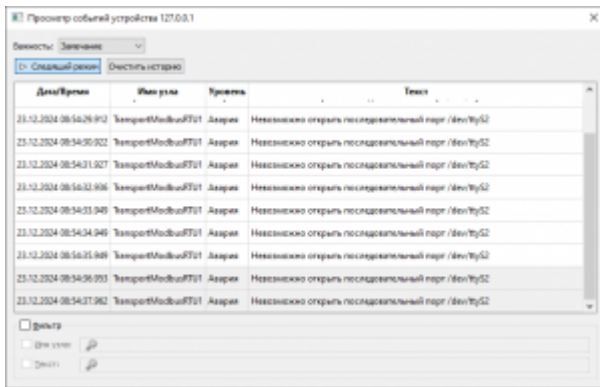 Просмотр событий устройства 127.0.0.1
Важность: Замечание
Следящий режим Очистить историю
Дата/Время Имя узла Уровень Текст
23.12.2024 08:54:29.912 TransportModbusRTU1 Авария Невозможно открыть последовательный порт /dev/ttyS2
23.12.2024 08:54:30.922 TransportModbusRTU1 Авария Невозможно открыть последовательный порт /dev/ttyS2
23.12.2024 08:54:31.927 TransportModbusRTU1 Авария Невозможно открыть последовательный порт /dev/ttyS2
23.12.2024 08:54:32.936 TransportModbusRTU1 Авария Невозможно открыть последовательный порт /dev/ttyS2
23.12.2024 08:54:33.949 TransportModbusRTU1 Авария Невозможно открыть последовательный порт /dev/ttyS2
23.12.2024 08:54:34.949 TransportModbusRTU1 Авария Невозможно открыть последовательный порт /dev/ttyS2
23.12.2024 08:54:35.949 TransportModbusRTU1 Авария Невозможно открыть последовательный порт /dev/ttyS2
23.12.2024 08:54:36.953 TransportModbusRTU1 Авария Невозможно открыть последовательный порт /dev/ttyS2
23.12.2024 08:54:37.962 TransportModbusRTU1 Авария Невозможно открыть последовательный порт /dev/ttyS2
Фильтр
Имя узла:
Текст: